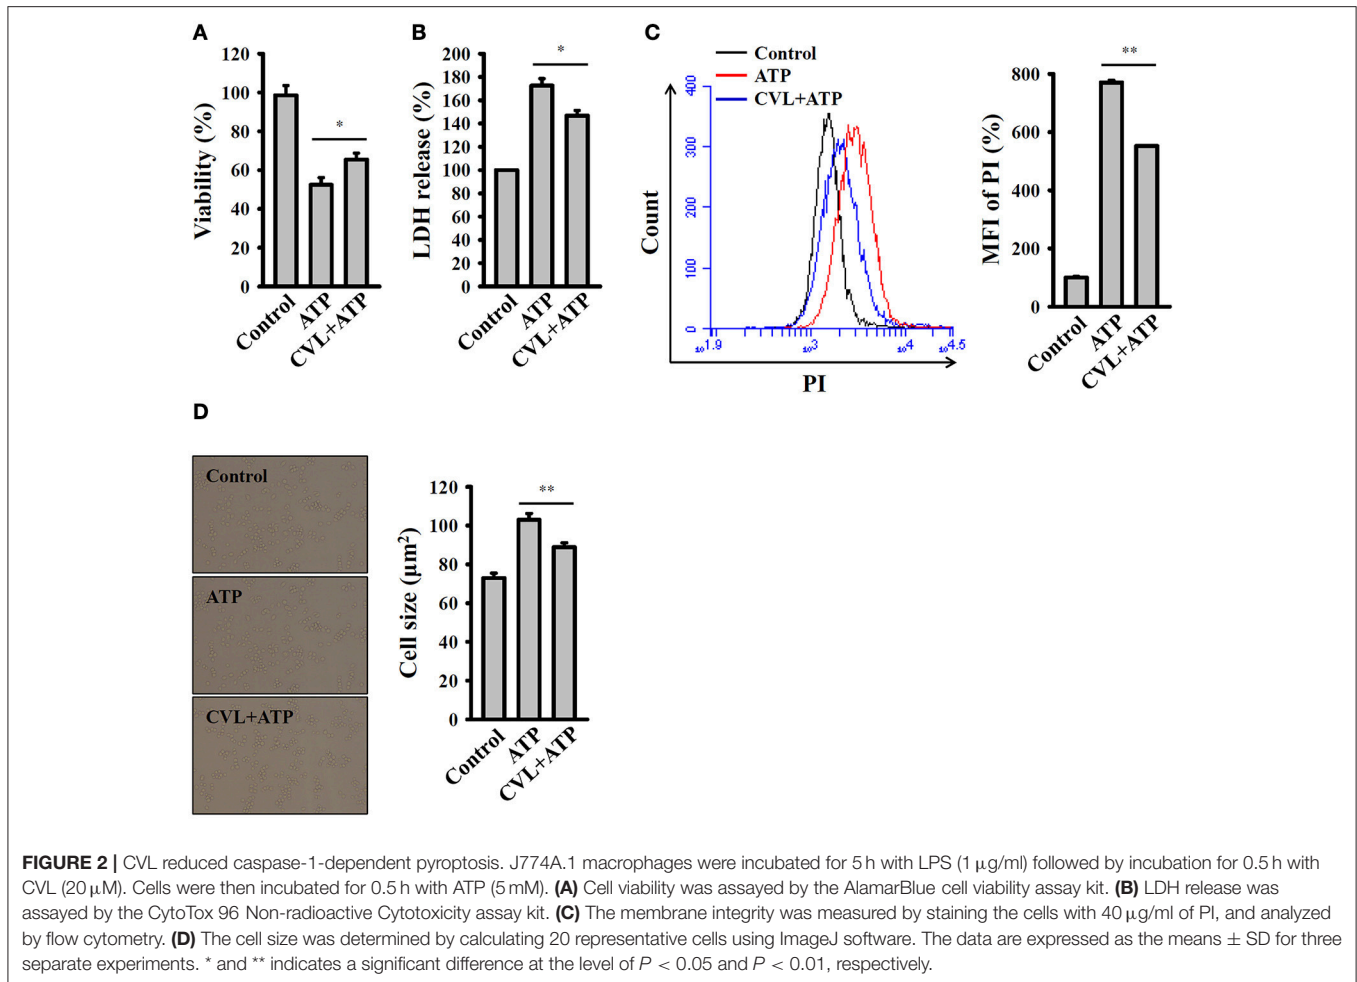 A
120
100
80
60
40
20
0
Viability (%)
*
Control
ATP
CVL+ATP
B
200
180
160
140
120
100
80
60
40
20
0
LDH release (%)
*
Control
ATP
CVL+ATP
C
Control
ATP
CVL+ATP
400
300
200
100
0
Count
10^1.9
10^3
10^4
10^4.5
PI
800
600
400
200
0
MFI of PI (%)
**
Control
ATP
CVL+ATP
D
Control
ATP
CVL+ATP
120
100
80
60
40
20
0
Cell size (µm²)
**
Control
ATP
CVL+ATP
FIGURE 2 | CVL reduced caspase-1-dependent pyroptosis. J774A.1 macrophages were incubated for 5 h with LPS (1 µg/ml) followed by incubation for 0.5 h with
CVL (20 µM). Cells were then incubated for 0.5 h with ATP (5 mM). (A) Cell viability was assayed by the AlamarBlue cell viability assay kit. (B) LDH release was
assayed by the CytoTox 96 Non-radioactive Cytotoxicity assay kit. (C) The membrane integrity was measured by staining the cells with 40 µg/ml of PI, and analyzed
by flow cytometry. (D) The cell size was determined by calculating 20 representative cells using ImageJ software. The data are expressed as the means ± SD for three
separate experiments. * and ** indicates a significant difference at the level of P < 0.05 and P < 0.01, respectively.